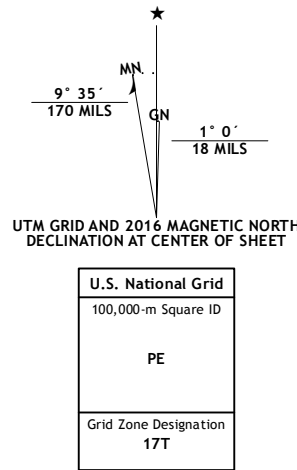 ★
MN
9° 35´
170 MILS
GN
1° 0´
18 MILS
UTM GRID AND 2016 MAGNETIC NORTH
DECLINATION AT CENTER OF SHEET
U.S. National Grid
100,000-m Square ID
PE
Grid Zone Designation
17T